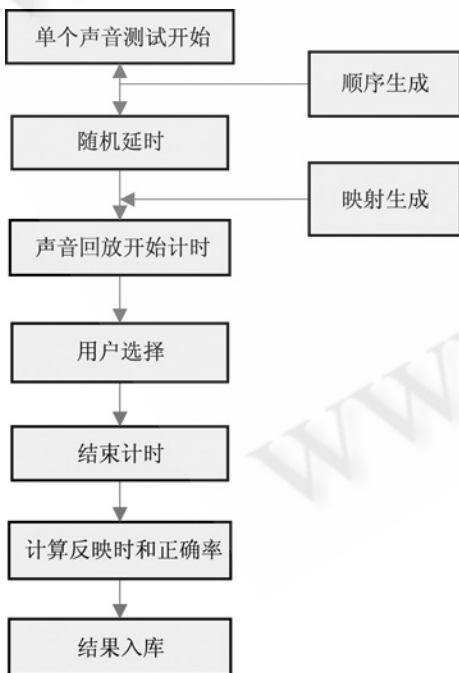 单个声音测试开始
顺序生成
随机延时
映射生成
声音回放开始计时
用户选择
结束计时
计算反映时和正确率
结果入库
WWW